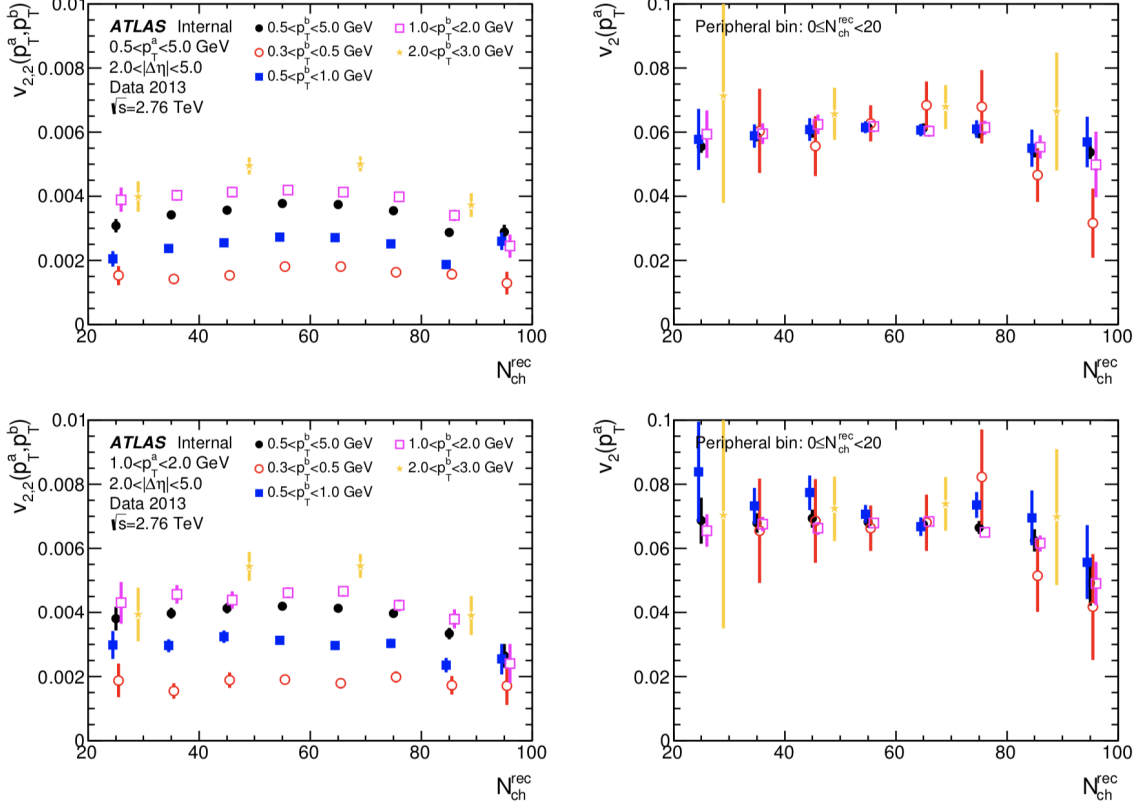 ATLAS Internal
0.5<p_T^a<5.0 GeV
2.0<|Δη|<5.0
Data 2013
√s=2.76 TeV
0.5<p_T^b<5.0 GeV
0.3<p_T^b<0.5 GeV
0.5<p_T^b<1.0 GeV
1.0<p_T^b<2.0 GeV
2.0<p_T^b<3.0 GeV
v_{2,2}(p_T^a,p_T^b)
0.01
0.008
0.006
0.004
0.002
0
20 40 60 80 100
N_ch^rec
Peripheral bin: 0≤N_ch^rec<20
v_2(p_T^a)
0.1
0.08
0.06
0.04
0.02
0
20 40 60 80 100
N_ch^rec
ATLAS Internal
1.0<p_T^a<2.0 GeV
2.0<|Δη|<5.0
Data 2013
√s=2.76 TeV
0.5<p_T^b<5.0 GeV
0.3<p_T^b<0.5 GeV
0.5<p_T^b<1.0 GeV
1.0<p_T^b<2.0 GeV
2.0<p_T^b<3.0 GeV
v_{2,2}(p_T^a,p_T^b)
0.01
0.008
0.006
0.004
0.002
0
20 40 60 80 100
N_ch^rec
Peripheral bin: 0≤N_ch^rec<20
v_2(p_T^a)
0.1
0.08
0.06
0.04
0.02
0
20 40 60 80 100
N_ch^rec